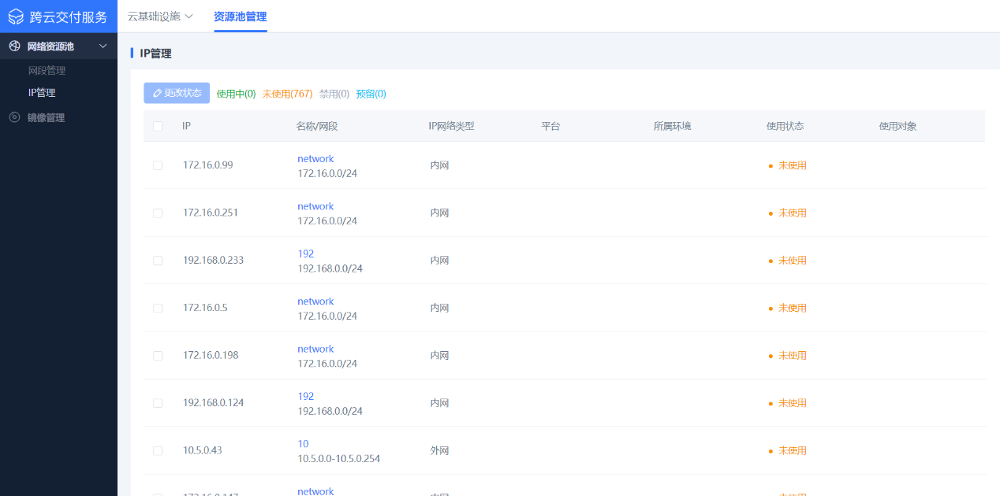 跨云交付服务
云基础设施 资源池管理
网络资源池
网段管理
IP管理
镜像管理
IP管理
更改状态 使用中(0) 未使用(767) 禁用(0) 预留(0)
IP 名称/网段 IP网络类型 平台 所属环境 使用状态 使用对象
172.16.0.99 network 内网 未使用
172.16.0.0/24
172.16.0.251 network 内网 未使用
172.16.0.0/24
192.168.0.233 192 内网 未使用
192.168.0.0/24
172.16.0.5 network 内网 未使用
172.16.0.0/24
172.16.0.198 network 内网 未使用
172.16.0.0/24
192.168.0.124 192 内网 未使用
192.168.0.0/24
10.5.0.43 10 外网 未使用
10.5.0.0-10.5.0.254
network